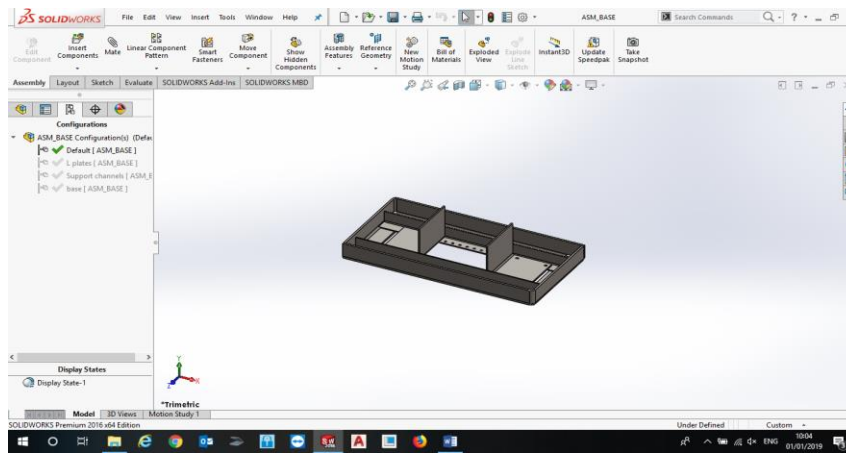 SOLIDWORKS File Edit View Insert Tools Window Help ASM_BASE Search Commands
Edit Component
Insert Components
Mate
Linear Component Pattern
Smart Fasteners
Move Component
Show Hidden Components
Assembly Features
Reference Geometry
New Motion Study
Bill of Materials
Exploded View
Explode Line Sketch
Instant3D
Update Speedpak
Take Snapshot
Assembly Layout Sketch Evaluate SOLIDWORKS Add-Ins SOLIDWORKS MBD
Configurations
ASM_BASE Configuration(s) (Defau
Default [ ASM_BASE ]
L plates [ ASM_BASE ]
Support channels [ ASM_B
base [ ASM_BASE ]
Display States
Display State-1
Y
*Trimetric
Model 3D Views Motion Study 1
SOLIDWORKS Premium 2016 x64 Edition Under Defined Custom
ENG 10:04
01/01/2019